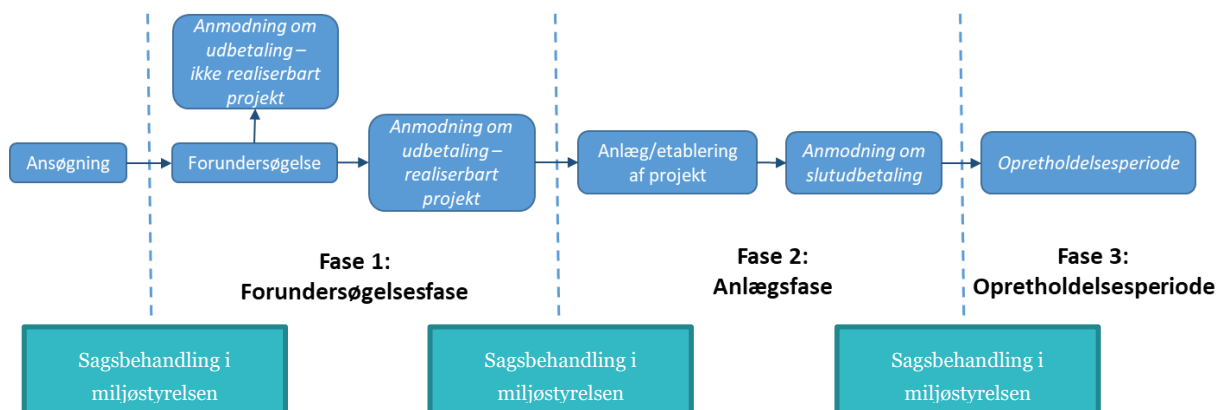 Anmodning om
udbetaling –
ikke realiserbart
projekt
Ansøgning
Forundersøgelse
Anmodning om
udbetaling –
realiserbart
projekt
Anlæg/etablering
af projekt
Anmodning om
slutudbetaling
Opretholdelsesperiode
Fase 1:
Forundersøgelsesfase
Fase 2:
Anlægsfase
Fase 3:
Opretholdelsesperiode
Sagsbehandling i
miljøstyrelsen
Sagsbehandling i
miljøstyrelsen
Sagsbehandling i
miljøstyrelsen